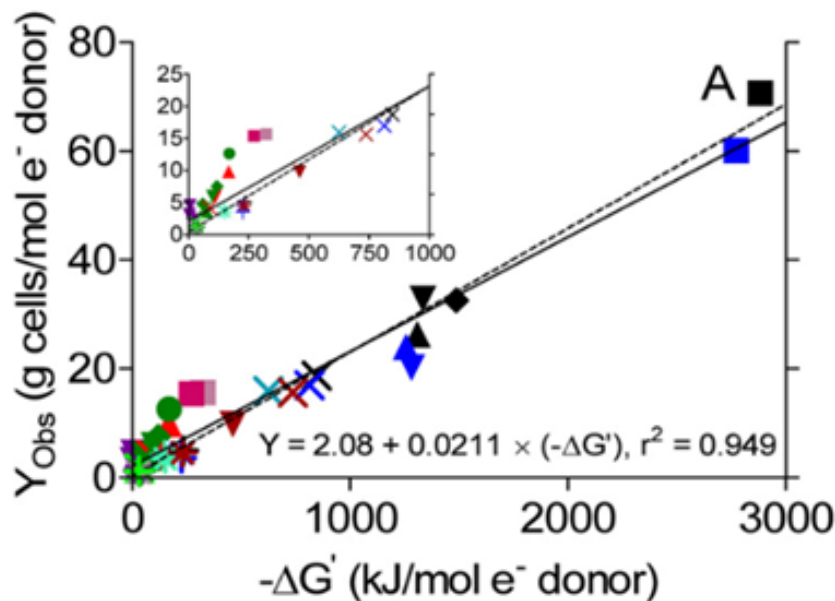 80
60
40
20
0
Y_Obs (g cells/mol e⁻ donor)
25
20
15
10
5
0
0 250 500 750 1000
A
Y = 2.08 + 0.0211 × (-ΔG'), r² = 0.949
0 1000 2000 3000
-ΔG' (kJ/mol e⁻ donor)